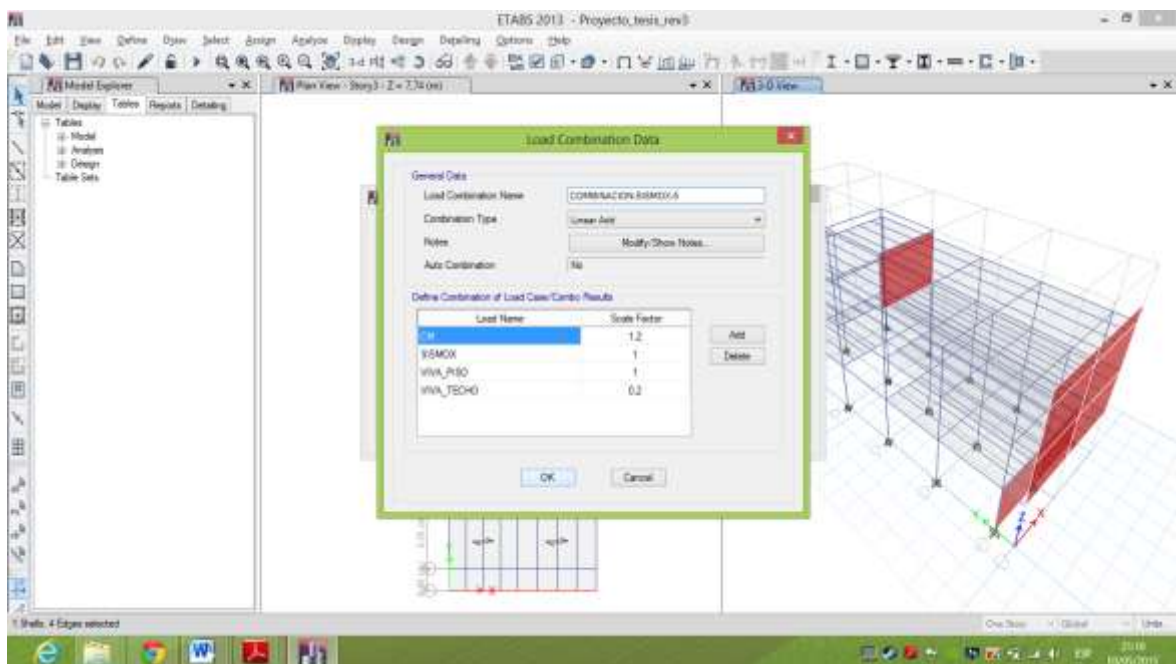 ETABS 2013 - Proyecto_tesis_rev3
File Edit View Define Draw Select Assign Analyze Display Design Detailing Options Help
Model Explorer
Plan View - Story3 - Z = 7.74 (m)
3-D View
Model Display Tables Reports Detailing
Tables
Model
Analysis
Design
Table Sets
Load Combination Data
General Data
Load Combination Name
COMBINACION SISMOX-5
Combination Type
Linear Add
Notes
Modify/Show Notes...
Auto Combination
No
Define Combination of Load Case/Combo Results
Load Name Scale Factor
CM 1.2
SISMOX 1
VIVA_PISO 1
VIVA_TECHO 0.2
Add
Delete
OK
Cancel
X
Z
X
1 Shells, 4 Edges selected
One Story
Global
Units...
ESP